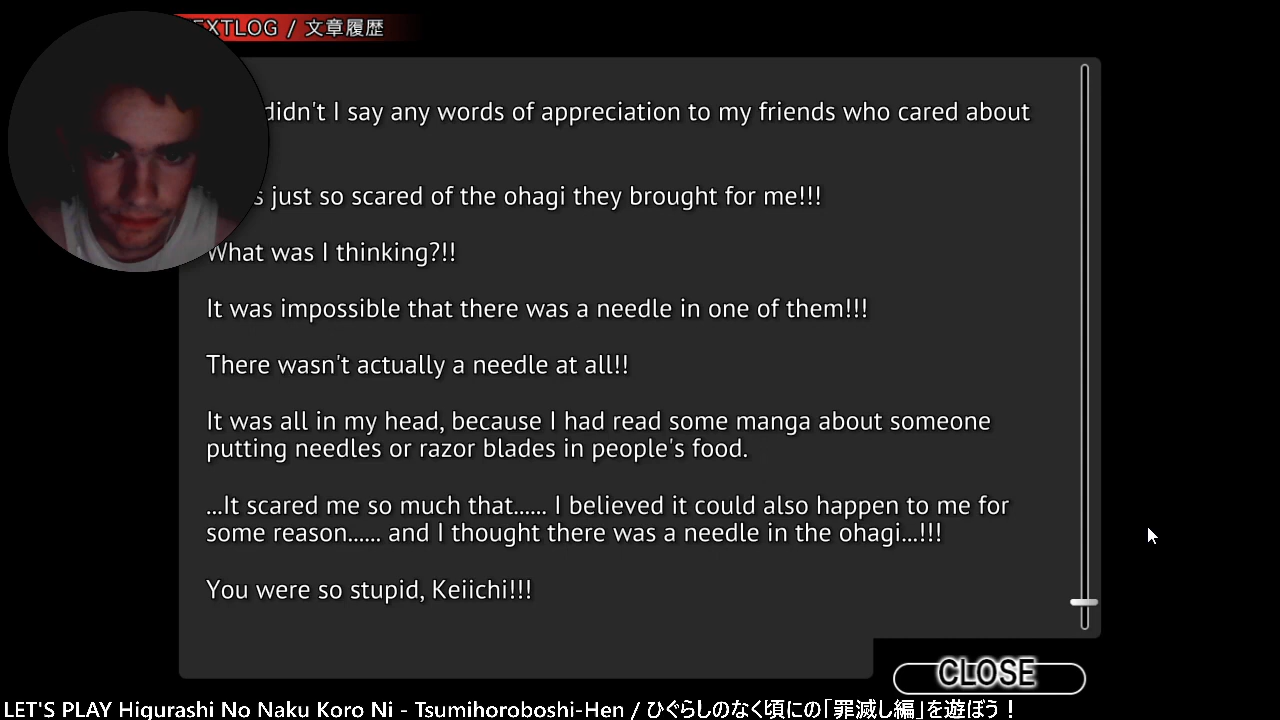 EXTLOG / 文章履歴
didn't I say any words of appreciation to my friends who cared about
just so scared of the ohagi they brought for me!!!
What was I thinking?!!
It was impossible that there was a needle in one of them!!!
There wasn't actually a needle at all!!
It was all in my head, because I had read some manga about someone
putting needles or razor blades in people's food.
...It scared me so much that...... I believed it could also happen to me for
some reason...... and I thought there was a needle in the ohagi...!!!
You were so stupid, Keiichi!!!
CLOSE
LET'S PLAY Higurashi No Naku Koro Ni - Tsumihoroboshi-Hen / ひぐらしのなく頃にの「罪滅し編」を遊ぼう！